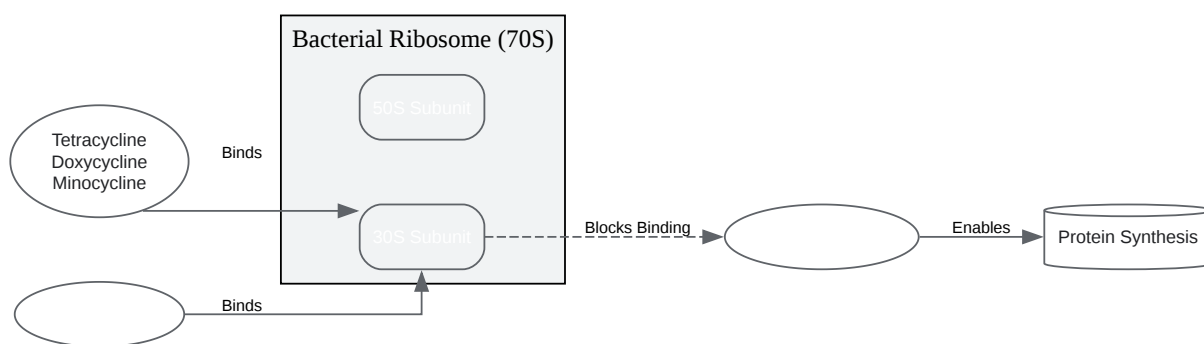 Bacterial Ribosome (70S)
50S Subunit
Tetracycline
Doxycycline
Minocycline
Binds
30S Subunit
Blocks Binding
Enables
Protein Synthesis
Binds